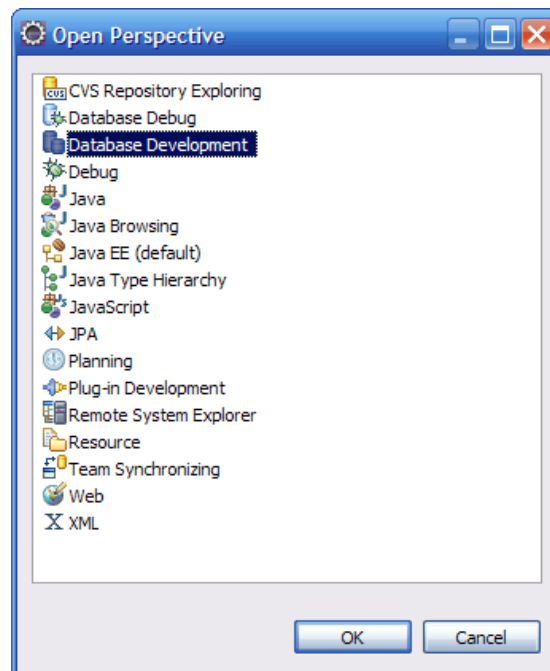 Open Perspective
CVS Repository Exploring
Database Debug
Database Development
Debug
Java
Java Browsing
Java EE (default)
Java Type Hierarchy
JavaScript
JPA
Planning
Plug-in Development
Remote System Explorer
Resource
Team Synchronizing
Web
XML
OK
Cancel